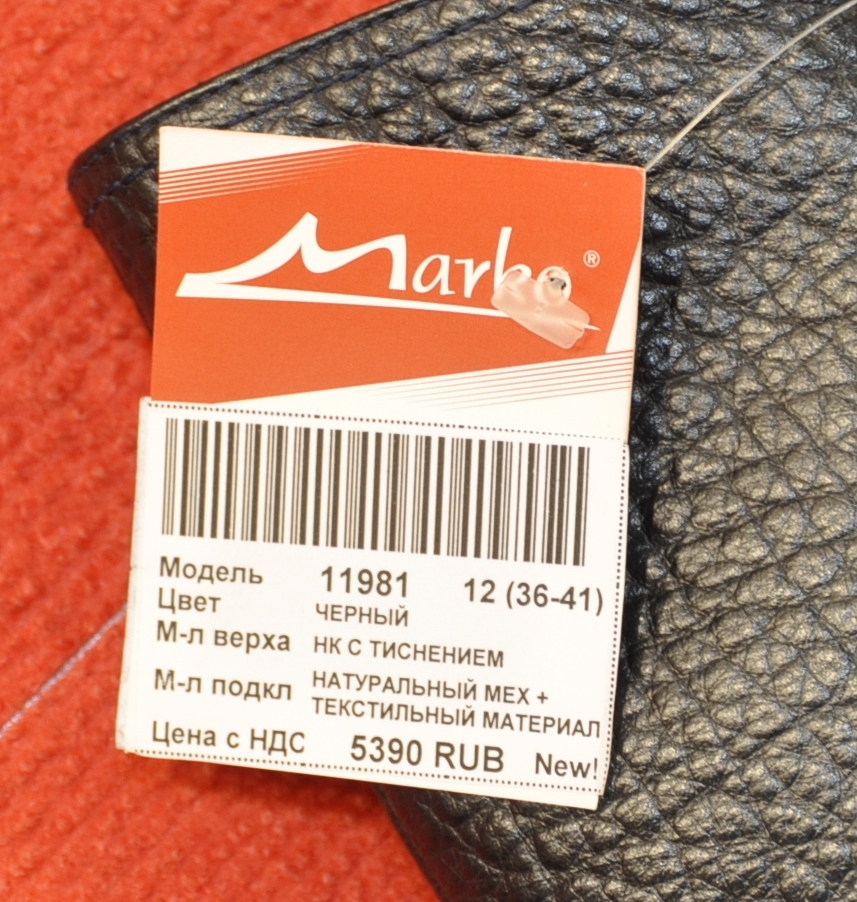 Marko ®
Модель 11981 12 (36-41)
Цвет ЧЕРНЫЙ
М-л верха НК С ТИСНЕНИЕМ
М-л подкл НАТУРАЛЬНЫЙ МЕХ +
ТЕКСТИЛЬНЫЙ МАТЕРИАЛ
Цена с НДС 5390 RUB New!